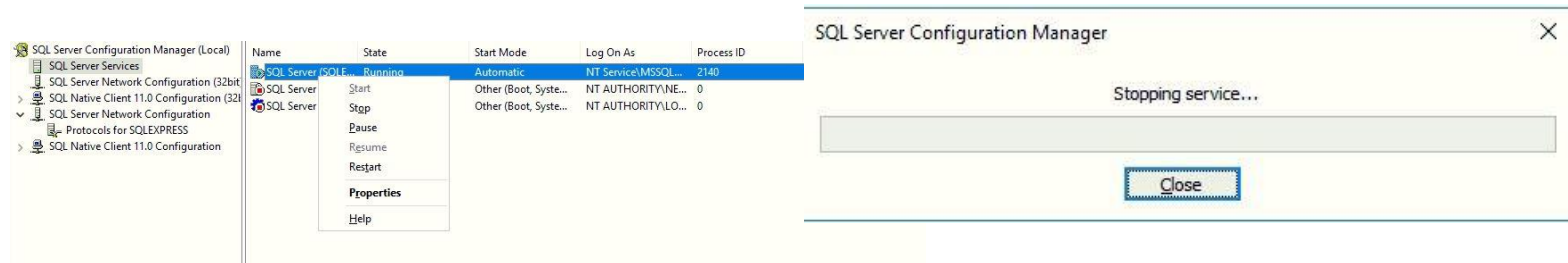 SQL Server Configuration Manager (Local)
SQL Server Services
SQL Server Network Configuration (32bit
SQL Native Client 11.0 Configuration (32b
SQL Server Network Configuration
Protocols for SQLEXPRESS
SQL Native Client 11.0 Configuration
Name State Start Mode Log On As Process ID
SQL Server (SQLE... Running Automatic NT Service\MSSQL... 2140
SQL Server Other (Boot, Syste... NT AUTHORITY\NE... 0
SQL Server Other (Boot, Syste... NT AUTHORITY\LO... 0
Start
Stop
Pause
Resume
Restart
Properties
Help
SQL Server Configuration Manager
Stopping service...
Close